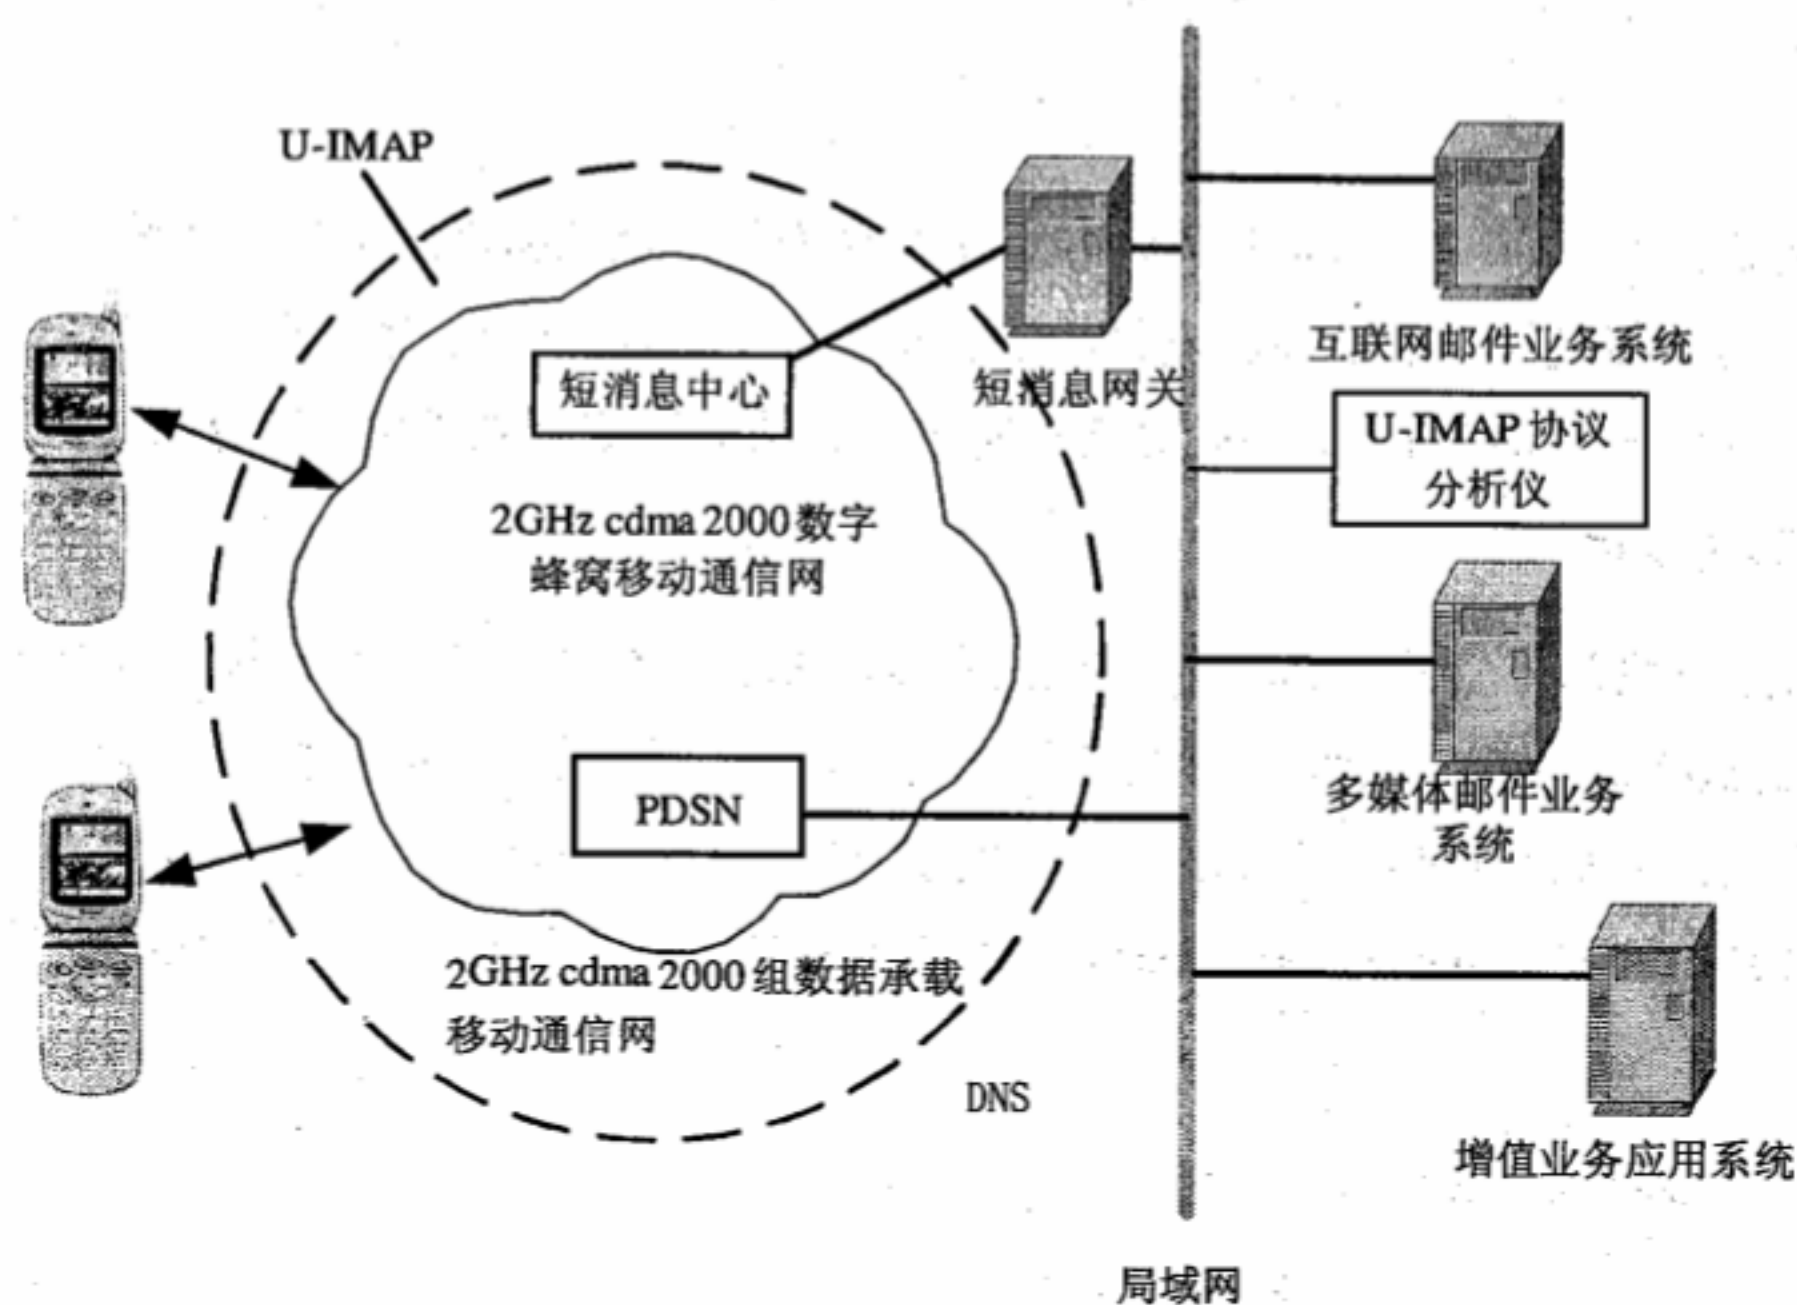 U-IMAP
短消息中心
短消息网关
互联网邮件业务系统
U-IMAP 协议
分析仪
2GHz cdma 2000 数字
蜂窝移动通信网
多媒体邮件业务
系统
PDSN
2GHz cdma 2000 组数据承载
移动通信网
DNS
增值业务应用系统
局域网